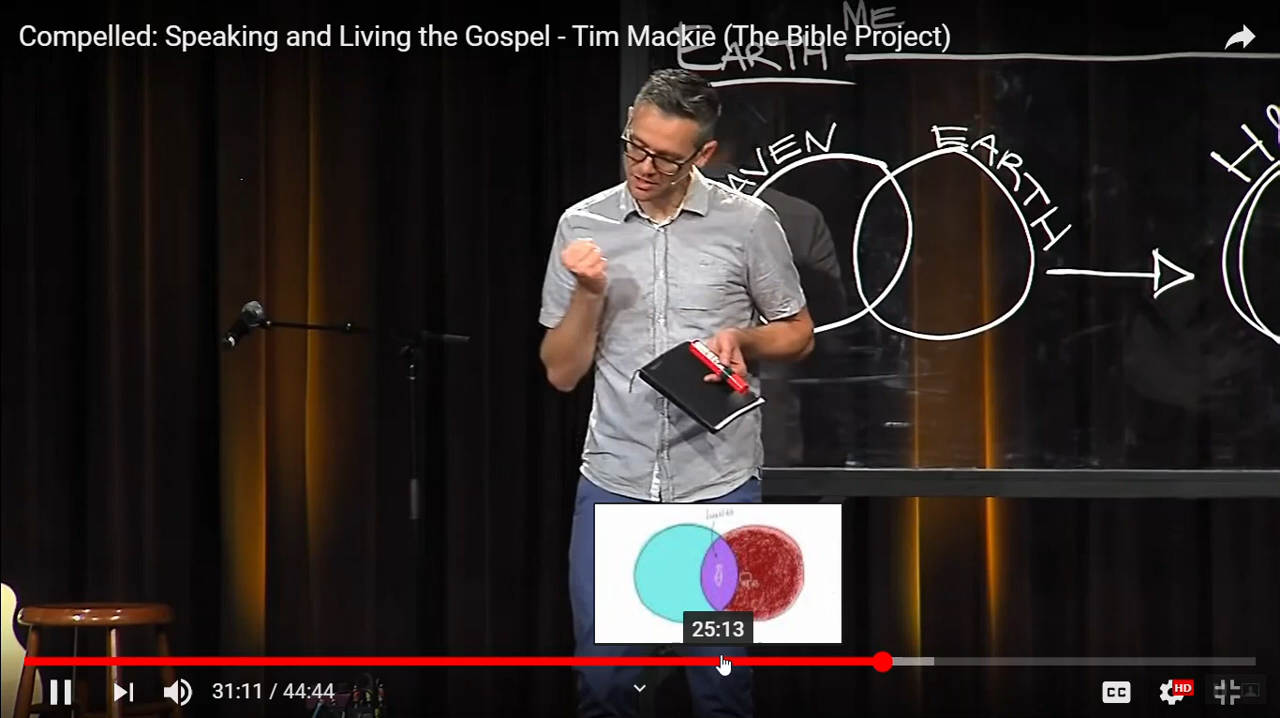 Compelled: Speaking and Living the Gospel - Tim Mackie (The Bible Project)
ME
EARTH
EARTH
25:13
31:11 / 44:44
CC
HD